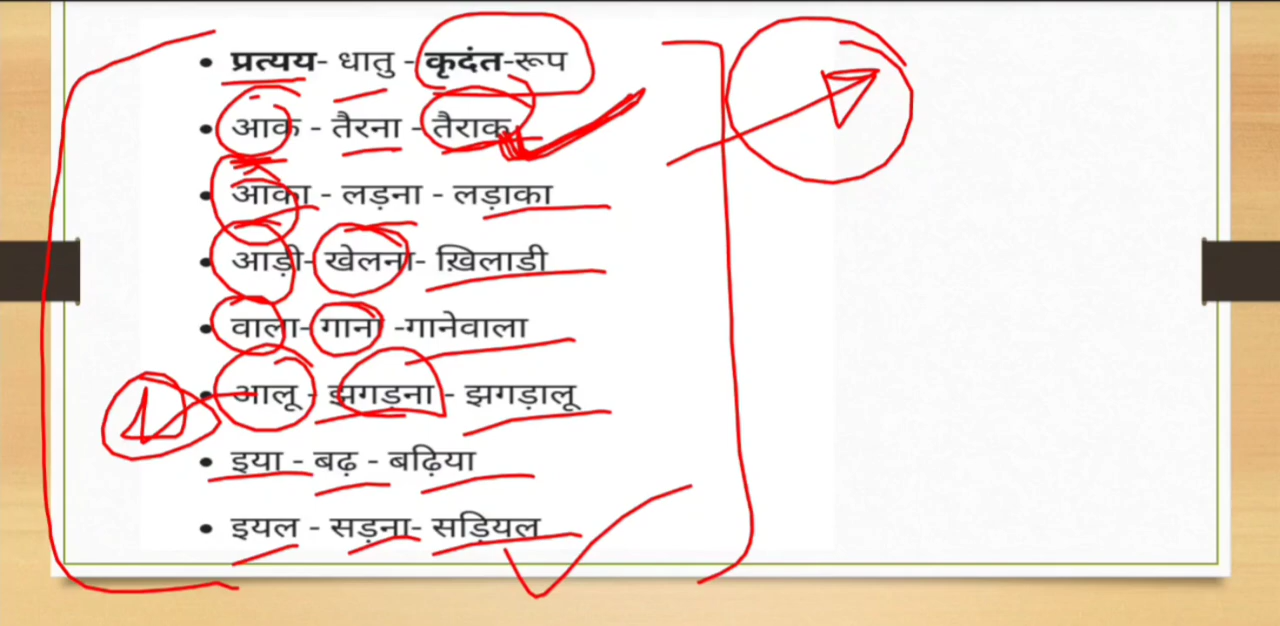 • प्रत्यय- धातु - कृदंत-रूप
• आक - तैरना - तैराक
• आका - लड़ना - लड़ाका
• आड़ी- खेलना- ख़िलाडी
• वाला- गाना -गानेवाला
• आलू - झगड़ना - झगड़ालू
• इया - बढ़ - बढ़िया
• इयल - सड़ना- सड़ियल